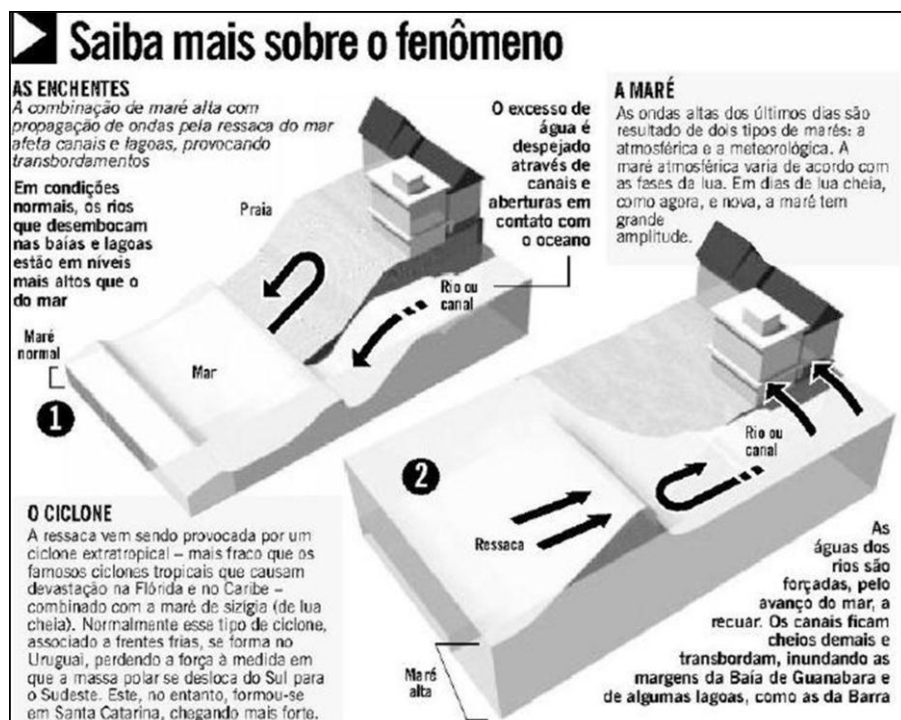 Saiba mais sobre o fenômeno
AS ENCHENTES
A combinação de maré alta com
propagação de ondas pela ressaca do mar
afeta canais e lagoas, provocando
transbordamentos
Em condições
normais, os rios
que desembocam
nas baías e lagoas
estão em níveis
mais altos que o
do mar
Praia
O excesso de
água é
despejado
através de
canais e
aberturas em
contato com
o oceano
Rio ou
canal
Maré
normal
Mar
1
A MARÉ
As ondas altas dos últimos dias são
resultado de dois tipos de marés: a
atmosférica e a meteorológica. A
maré atmosférica varia de acordo com
as fases da lua. Em dias de lua cheia,
como agora, e nova, a maré tem
grande
amplitude.
2
Rio ou
canal
Ressaca
Maré
alta
As
águas dos
rios são
forçadas, pelo
avanço do mar, a
recuar. Os canais ficam
cheios demais e
transbordam, inundando as
margens da Baía de Guanabara e
de algumas lagoas, como as da Barra
O CICLONE
A ressaca vem sendo provocada por um
ciclone extratropical – mais fraco que os
famosos ciclones tropicais que causam
devastação na Flórida e no Caribe –
combinado com a maré de sizígia (de lua
cheia). Normalmente esse tipo de ciclone,
associado a frentes frias, se forma no
Uruguai, perdendo a força à medida em
que a massa polar se desloca do Sul para
o Sudeste. Este, no entanto, formou-se
em Santa Catarina, chegando mais forte.